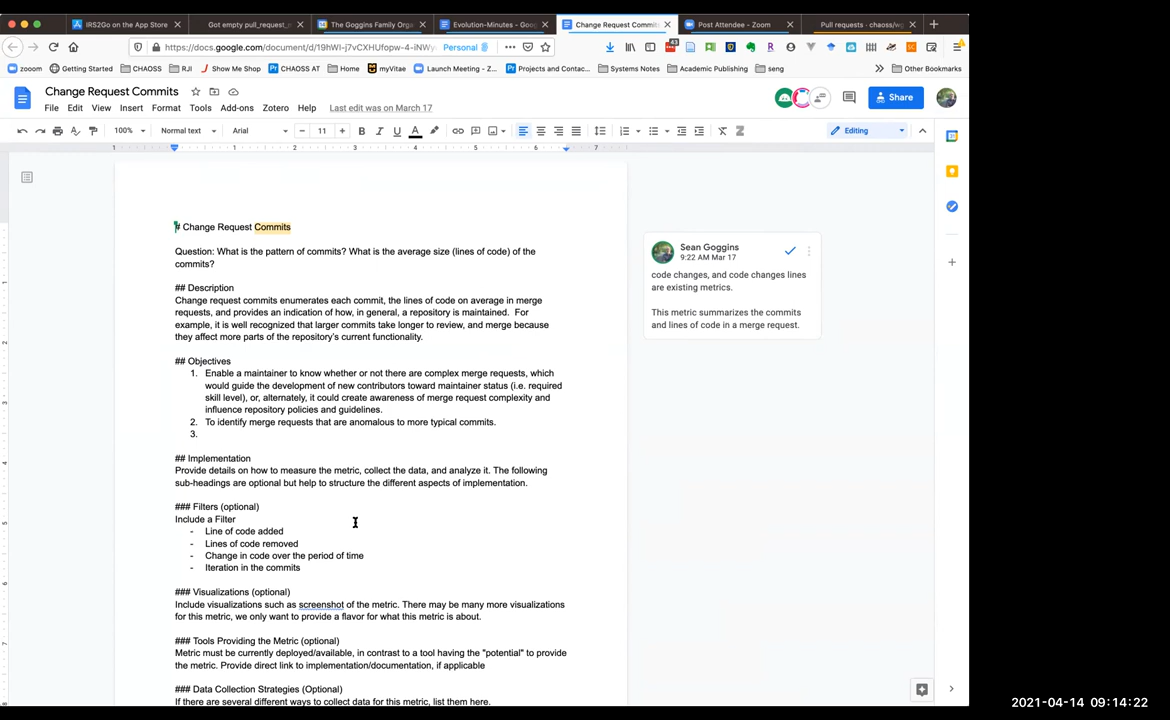 IRS2Go on the App Store
Got empty pull_request_
The Goggins Family Orga
Evolution-Minutes - Goo
Change Request Commits
Post Attendee - Zoom
Pull requests · chaoss/w
https://docs.google.com/document/d/19hWI-j7vCXHUfopw-4-iNWy
Personal
43
zooom
Getting Started
CHAOSS
RJI
Show Me Shop
CHAOSS AT
Home
myVitae
Launch Meeting - Z...
Projects and Contac...
Systems Notes
Academic Publishing
seng
Other Bookmarks
Change Request Commits
File Edit View Insert Format Tools Add-ons Zotero Help Last edit was on March 17
Share
100% Normal text Arial 11 Editing
1 1 2 3 4 5 6 7
# Change Request Commits
Question: What is the pattern of commits? What is the average size (lines of code) of the
commits?
## Description
Change request commits enumerates each commit, the lines of code on average in merge
requests, and provides an indication of how, in general, a repository is maintained. For
example, it is well recognized that larger commits take longer to review, and merge because
they affect more parts of the repository's current functionality.
## Objectives
1. Enable a maintainer to know whether or not there are complex merge requests, which
would guide the development of new contributors toward maintainer status (i.e. required
skill level), or, alternately, it could create awareness of merge request complexity and
influence repository policies and guidelines.
2. To identify merge requests that are anomalous to more typical commits.
3.
## Implementation
Provide details on how to measure the metric, collect the data, and analyze it. The following
sub-headings are optional but help to structure the different aspects of implementation.
### Filters (optional)
Include a Filter
- Line of code added
- Lines of code removed
- Change in code over the period of time
- Iteration in the commits
### Visualizations (optional)
Include visualizations such as screenshot of the metric. There may be many more visualizations
for this metric, we only want to provide a flavor for what this metric is about.
### Tools Providing the Metric (optional)
Metric must be currently deployed/available, in contrast to a tool having the "potential" to provide
the metric. Provide direct link to implementation/documentation, if applicable
### Data Collection Strategies (Optional)
If there are several different ways to collect data for this metric, list them here.
Sean Goggins
9:22 AM Mar 17
code changes, and code changes lines
are existing metrics.
This metric summarizes the commits
and lines of code in a merge request.
2021-04-14 09:14:22